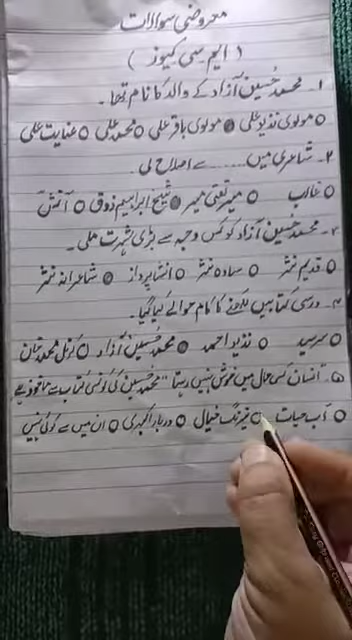 معروضی سوالات
( ایم سی کیوز )
۱۔ محمد حُسین آزاد کے والد کا نام تھا۔
○ مولوی نذیر علی ● مولوی باقر علی ○ محمد علی ○ عنایت علی
۲۔ شاعری میں ...... سے اصلاح لی۔
○ غالب ○ میر تقی میر ● شیخ ابراہیم ذوق ○ آتش
۳۔ محمد حُسین آزاد کو کس وجہ سے بڑی شہرت ملی۔
○ قدیم نثر ○ سادہ نثر ○ انشا پرداز ● شاعرانہ نثر
۴۔ درسی کتابیں لکھنے کا کام حوالے کیا گیا۔
○ سرسید ○ نذیر احمد ● محمد حُسین آزاد ○ کرنل محمد خان
۵۔ "انسان کسی حال میں خوش نہیں رہتا" محمد حسین کی کونسی کتاب سے ماخوذ ہے
○ آب حیات ○ نیرنگ خیال ○ دربار اکبری ○ ان میں سے کوئی نہیں